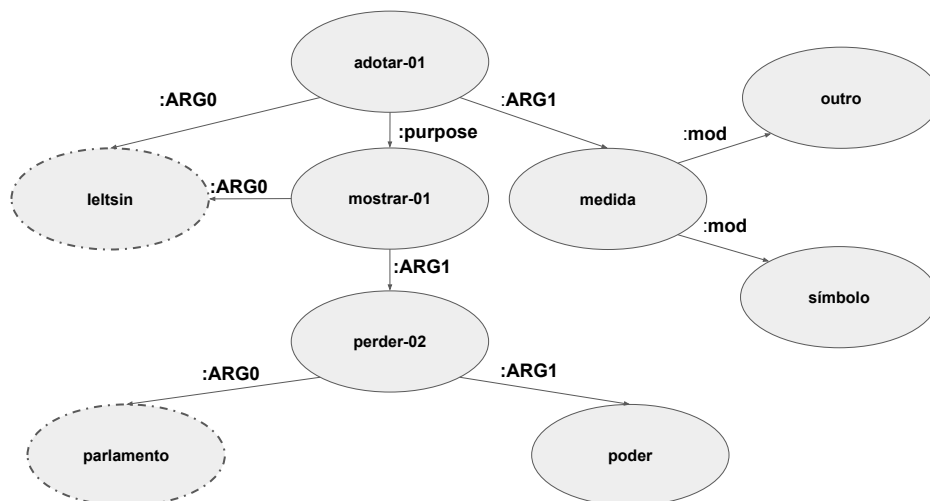 adotar-01
:ARG0
:ARG1
outro
:purpose
:mod
Ieltsin
:ARG0
mostrar-01
medida
:mod
:ARG1
símbolo
perder-02
:ARG0
:ARG1
parlamento
poder